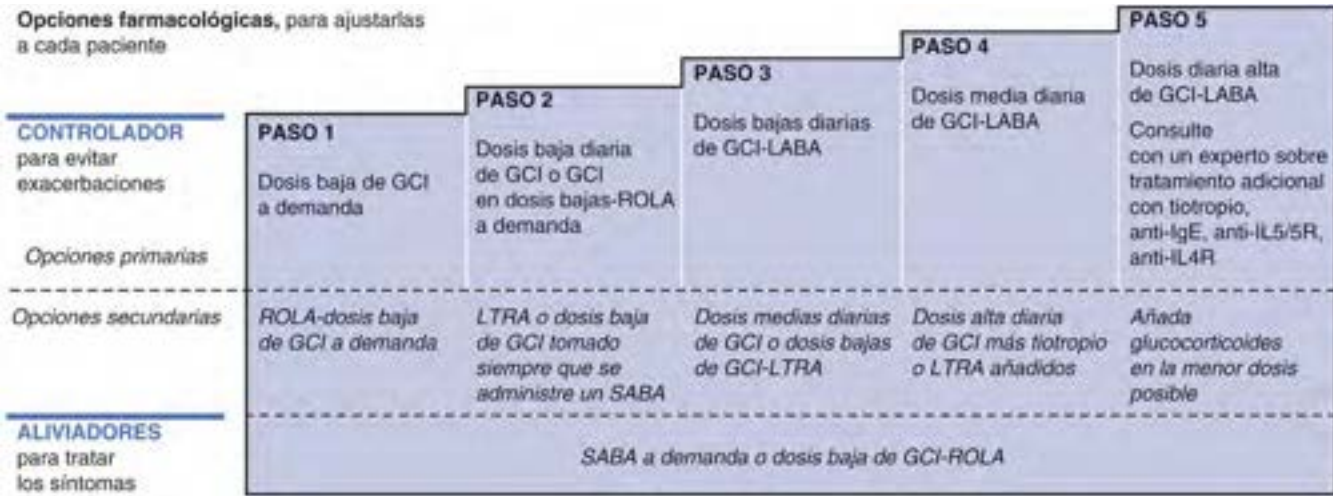 Opciones farmacológicas, para ajustarlas
a cada paciente
CONTROLADOR
para evitar
exacerbaciones
Opciones primarias
PASO 1
Dosis baja de GCI
a demanda
PASO 2
Dosis baja diaria
de GCI o GCI
en dosis bajas-ROLA
a demanda
PASO 3
Dosis bajas diarias
de GCI-LABA
PASO 4
Dosis media diaria
de GCI-LABA
PASO 5
Dosis diaria alta
de GCI-LABA
Consulte
con un experto sobre
tratamiento adicional
con tiotropio,
anti-IgE, anti-IL5/5R,
anti-IL4R
Opciones secundarias
ROLA-dosis baja
de GCI a demanda
LTRA o dosis baja
de GCI tomado
siempre que se
administre un SABA
Dosis medias diarias
de GCI o dosis bajas
de GCI-LTRA
Dosis alta diaria
de GCI más tiotropio
o LTRA añadidos
Añada
glucocorticoides
en la menor dosis
posible
ALIVIADORES
para tratar
los síntomas
SABA a demanda o dosis baja de GCI-ROLA